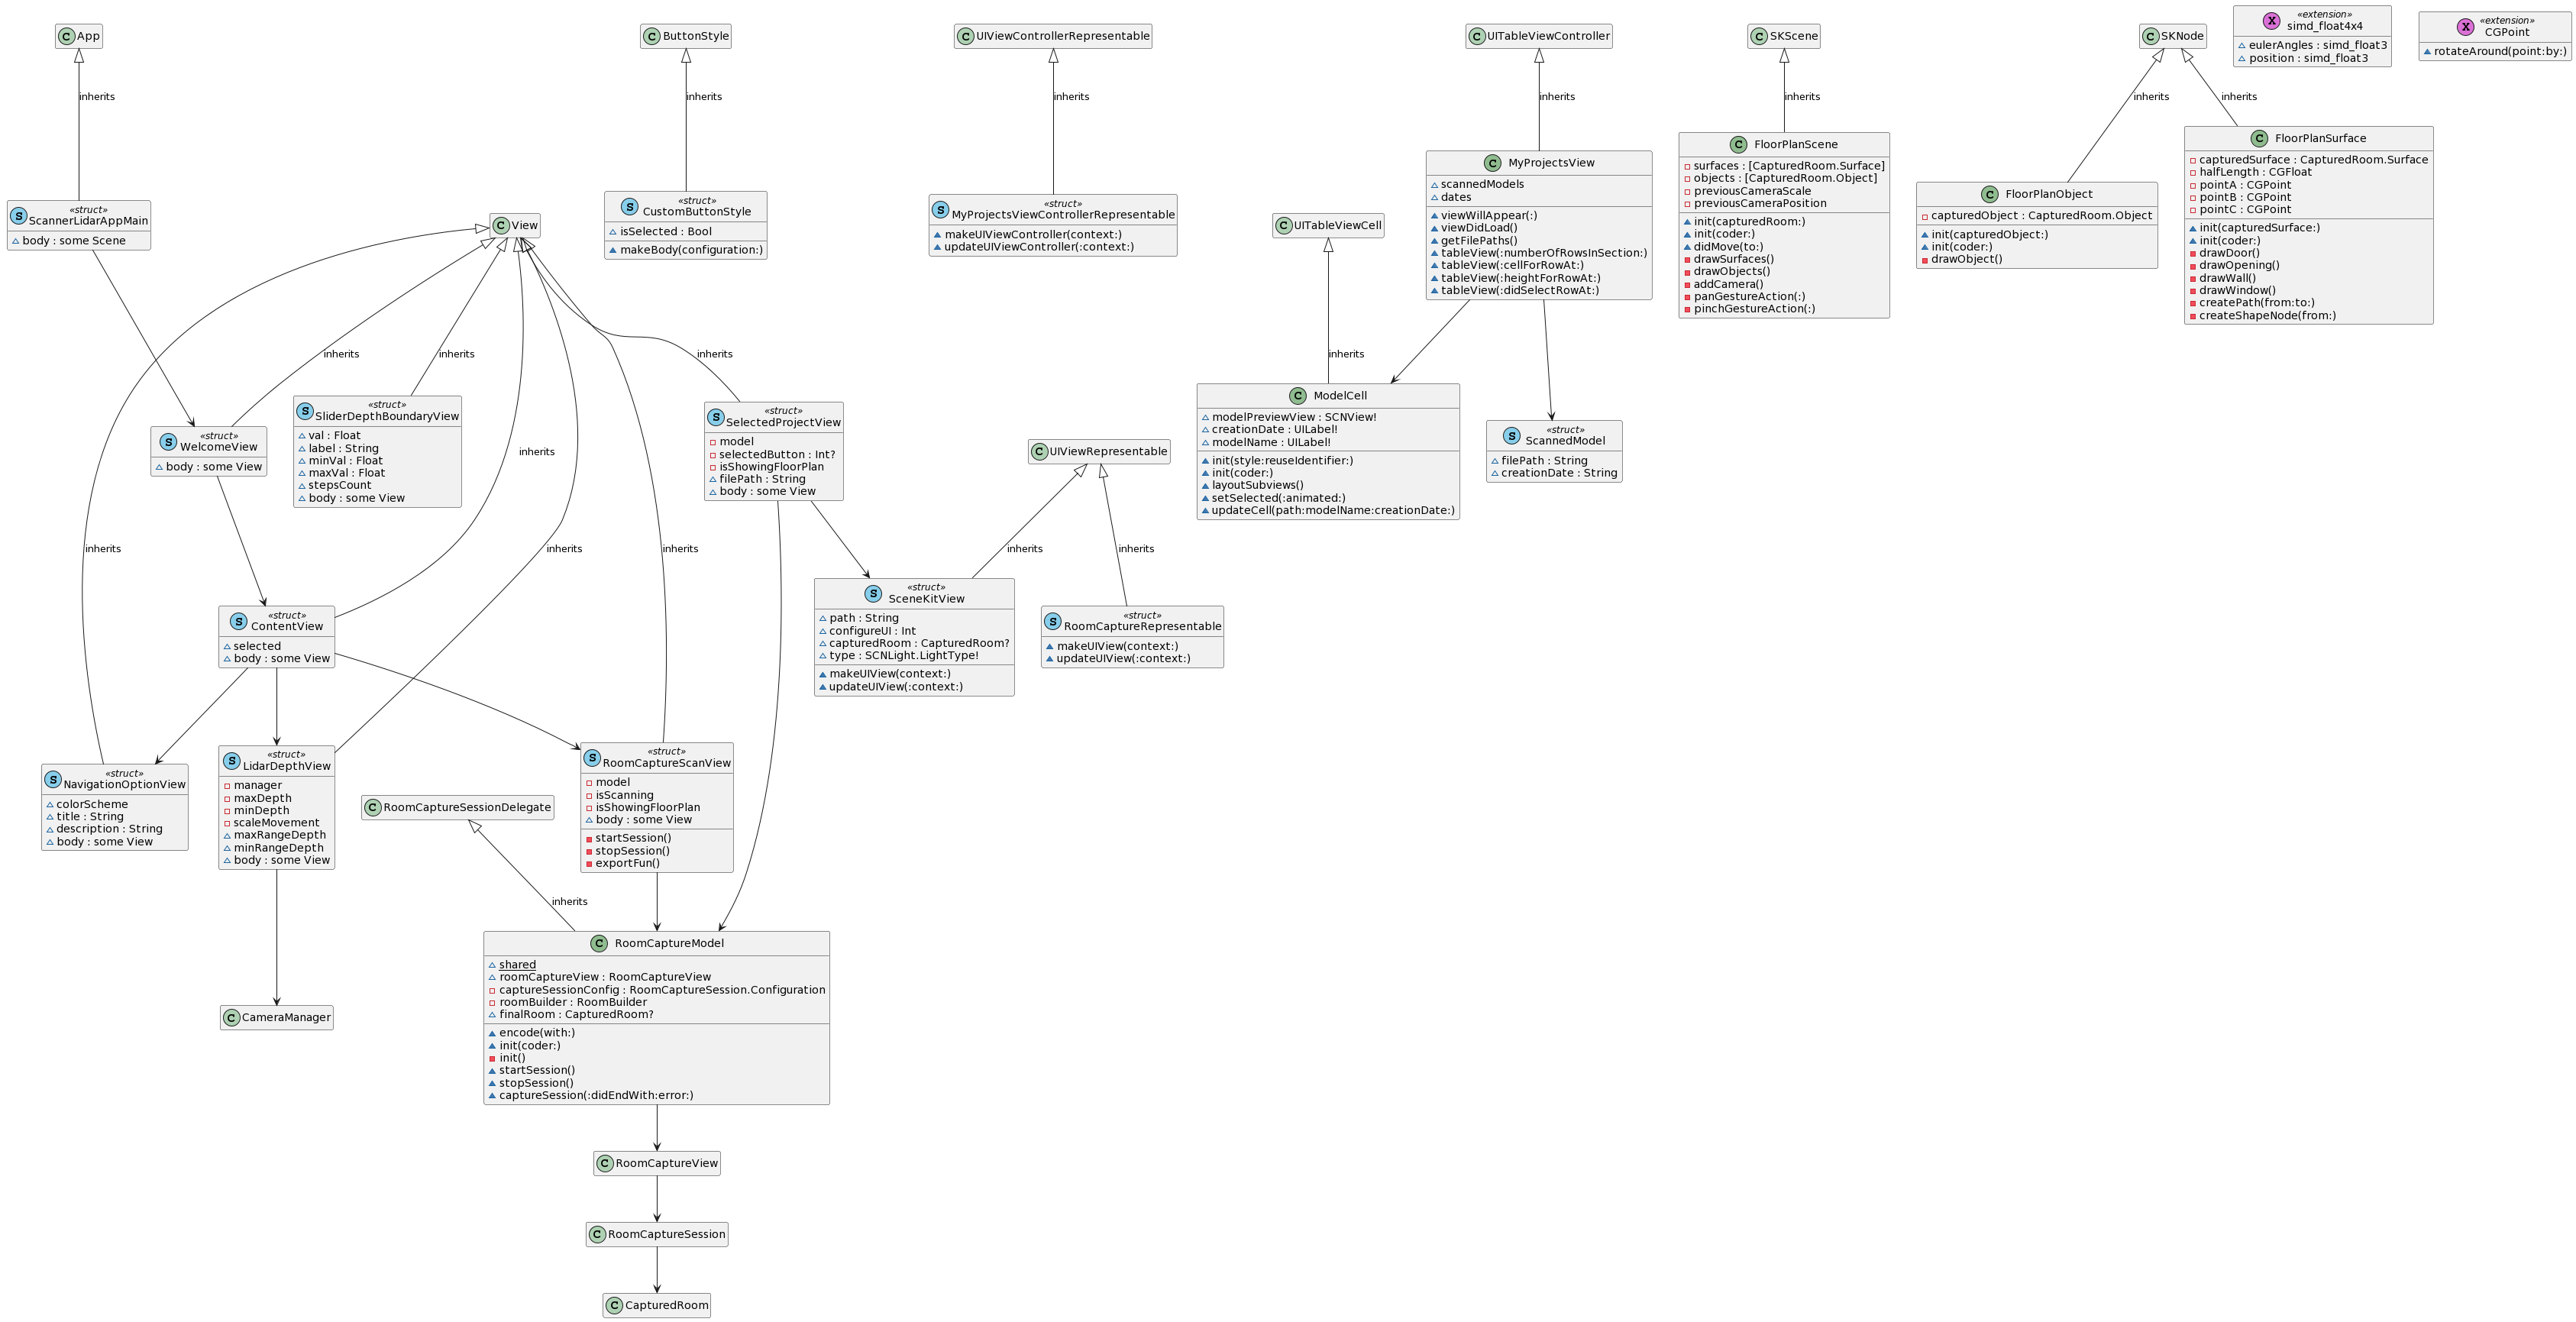 App
ButtonStyle
UIViewControllerRepresentable
UITableViewController
SKScene
SKNode
«extension»
simd_float4x4
eulerAngles : simd_float3
position : simd_float3
«extension»
CGPoint
rotateAround(point:by:)
inherits
inherits
inherits
inherits
inherits
inherits
inherits
«struct»
ScannerLidarAppMain
body : some Scene
View
«struct»
CustomButtonStyle
isSelected : Bool
makeBody(configuration:)
«struct»
MyProjectsViewControllerRepresentable
makeUIViewController(context:)
updateUIViewController(:context:)
UITableViewCell
MyProjectsView
scannedModels
dates
viewWillAppear(:)
viewDidLoad()
getFilePaths()
tableView(:numberOfRowsInSection:)
tableView(:cellForRowAt:)
tableView(:heightForRowAt:)
tableView(:didSelectRowAt:)
FloorPlanScene
surfaces : [CapturedRoom.Surface]
objects : [CapturedRoom.Object]
previousCameraScale
previousCameraPosition
init(capturedRoom:)
init(coder:)
didMove(to:)
drawSurfaces()
drawObjects()
addCamera()
panGestureAction(:)
pinchGestureAction(:)
FloorPlanObject
capturedObject : CapturedRoom.Object
init(capturedObject:)
init(coder:)
drawObject()
FloorPlanSurface
capturedSurface : CapturedRoom.Surface
halfLength : CGFloat
pointA : CGPoint
pointB : CGPoint
pointC : CGPoint
init(capturedSurface:)
init(coder:)
drawDoor()
drawOpening()
drawWall()
drawWindow()
createPath(from:to:)
createShapeNode(from:)
inherits
inherits
inherits
inherits
«struct»
WelcomeView
body : some View
«struct»
SliderDepthBoundaryView
val : Float
label : String
minVal : Float
maxVal : Float
stepsCount
body : some View
inherits
«struct»
SelectedProjectView
model
selectedButton : Int?
isShowingFloorPlan
filePath : String
body : some View
UIViewRepresentable
ModelCell
modelPreviewView : SCNView!
creationDate : UILabel!
modelName : UILabel!
init(style:reuseIdentifier:)
init(coder:)
layoutSubviews()
setSelected(:animated:)
updateCell(path:modelName:creationDate:)
«struct»
ScannedModel
filePath : String
creationDate : String
inherits
inherits
inherits
inherits
inherits
«struct»
ContentView
selected
body : some View
«struct»
SceneKitView
path : String
configureUI : Int
capturedRoom : CapturedRoom?
type : SCNLight.LightType!
makeUIView(context:)
updateUIView(:context:)
«struct»
RoomCaptureRepresentable
makeUIView(context:)
updateUIView(:context:)
«struct»
NavigationOptionView
colorScheme
title : String
description : String
body : some View
«struct»
LidarDepthView
manager
maxDepth
minDepth
scaleMovement
maxRangeDepth
minRangeDepth
body : some View
RoomCaptureSessionDelegate
«struct»
RoomCaptureScanView
model
isScanning
isShowingFloorPlan
body : some View
startSession()
stopSession()
exportFun()
inherits
CameraManager
RoomCaptureModel
shared
roomCaptureView : RoomCaptureView
captureSessionConfig : RoomCaptureSession.Configuration
roomBuilder : RoomBuilder
finalRoom : CapturedRoom?
encode(with:)
init(coder:)
init()
startSession()
stopSession()
captureSession(:didEndWith:error:)
RoomCaptureView
RoomCaptureSession
CapturedRoom